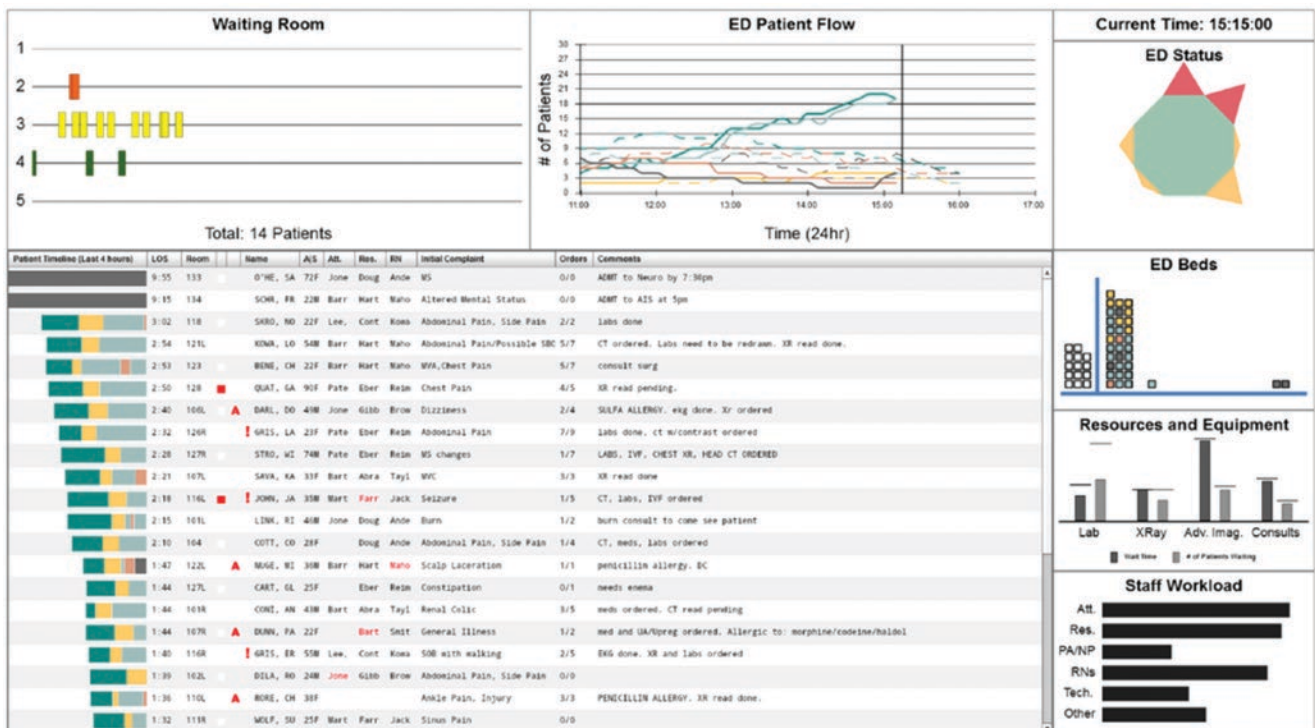 Waiting Room
1
2
3
4
5
Total: 14 Patients
ED Patient Flow
# of Patients
30
27
24
21
18
15
12
9
6
3
0
11:00 12:00 13:00 14:00 15:00 16:00 17:00
Time (24hr)
Current Time: 15:15:00
ED Status
Patient Timeline (Last 4 hours) LOS Room Name A|S Att. Res. RN Initial Complaint Orders Comments
9:55 133 O'HE, SA 72F Jone Doug Ande MS 0/0 ADMT to Neuro by 7:30pm
9:15 134 SCHR, FR 22M Barr Hart Naho Altered Mental Status 0/0 ADMT to AIS at 5pm
3:02 118 SKRO, NO 22F Lee, Cont Kowa Abdominal Pain, Side Pain 2/2 labs done
2:54 121L KOWA, LO 54M Barr Hart Naho Abdominal Pain/Possible SBO 5/7 CT ordered. Labs need to be redrawn. XR read done.
2:53 123 BENE, CH 22F Barr Hart Naho MVA,Chest Pain 5/7 consult surg
2:50 128 QUAT, GA 90F Pate Eber Reim Chest Pain 4/5 XR read pending.
2:40 106L A DARL, DO 49M Jone Gibb Brow Dizziness 2/4 SULFA ALLERGY. ekg done. Xr ordered
2:32 126R ! GRIS, LA 23F Pate Eber Reim Abdominal Pain 7/9 labs done, ct w/contrast ordered
2:28 127R STRO, WI 74M Pate Eber Reim MS changes 1/7 LABS, IVF, CHEST XR, HEAD CT ORDERED
2:21 107L SAVA, KA 33F Bart Abra Tayl MVC 3/3 XR read done
2:18 116L ! JOHN, JA 35M Mart Farr Jack Seizure 1/5 CT, labs, IVF ordered
2:15 101L LINK, RI 46M Jone Doug Ande Burn 1/2 burn consult to come see patient
2:10 104 COTT, CO 28F Doug Ande Abdominal Pain, Side Pain 1/4 CT, meds, labs ordered
1:47 122L A NUGE, WI 36M Barr Hart Naho Scalp Laceration 1/1 penicillin allergy. DC
1:44 127L CART, GL 25F Eber Reim Constipation 0/1 needs enema
1:44 101R CONI, AN 43M Bart Abra Tayl Renal Colic 3/5 meds ordered. CT read pending
1:44 107R A DUNN, PA 22F Bart Smit General Illness 1/2 med and UA/Upreg ordered. Allergic to: morphine/codeine/haldol
1:40 116R ! GRIS, ER 55M Lee, Cont Kowa SOB with walking 2/5 EKG done. XR and labs ordered
1:39 102L DILA, RO 24M Jone Gibb Brow Abdominal Pain, Side Pain 0/0
1:36 110L A MORE, CH 38F Ankle Pain, Injury 3/3 PENICILLIN ALLERGY. XR read done.
1:32 111R WOLF, SU 25F Mart Farr Jack Sinus Pain 0/0
ED Beds
Resources and Equipment
Lab XRay Adv. Imag. Consults
Wait Time # of Patients Waiting
Staff Workload
Att.
Res.
PA/NP
RNs
Tech.
Other